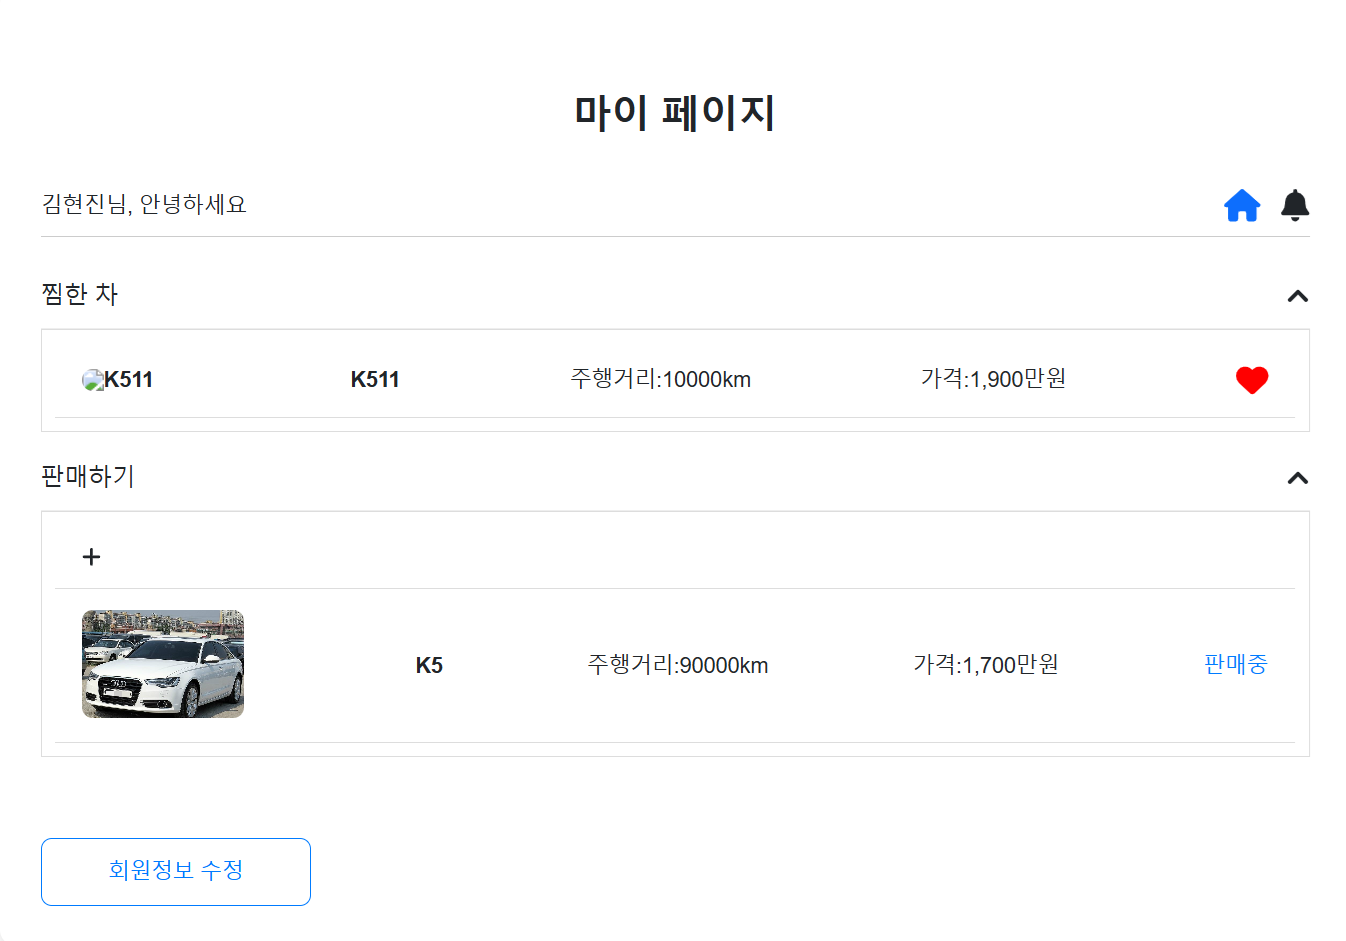 마이 페이지
김현진님, 안녕하세요
찜한 차
K511 K511 주행거리:10000km 가격:1,900만원
판매하기
+
K5 주행거리:90000km 가격:1,700만원 판매중
회원정보 수정